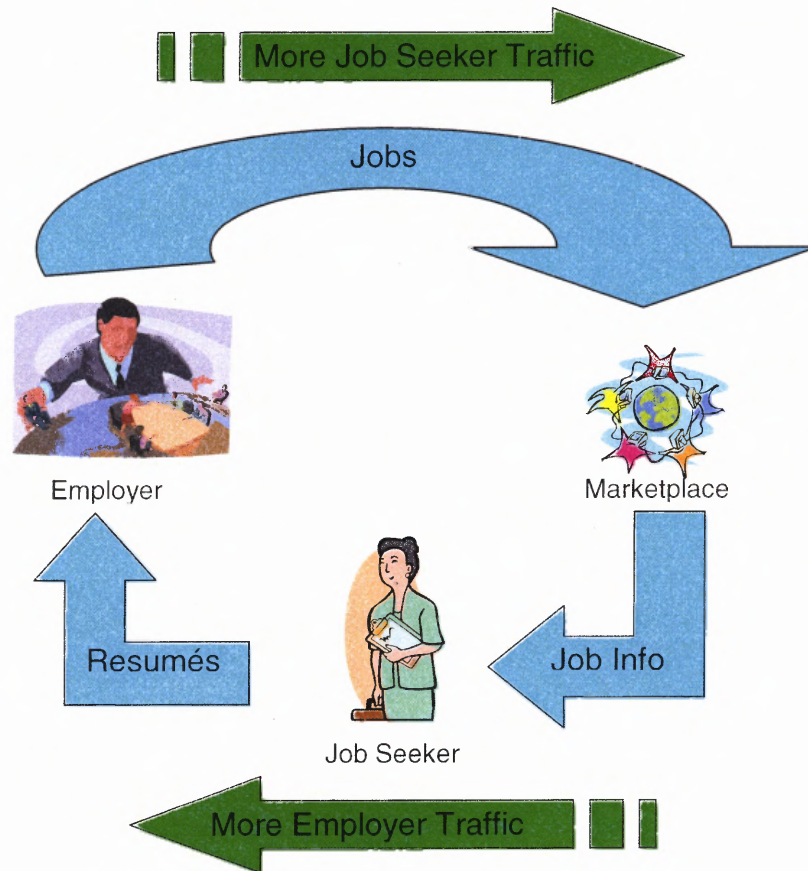 More Job Seeker Traffic
Jobs
Employer
Marketplace
Resumés
Job Info
Job Seeker
More Employer Traffic